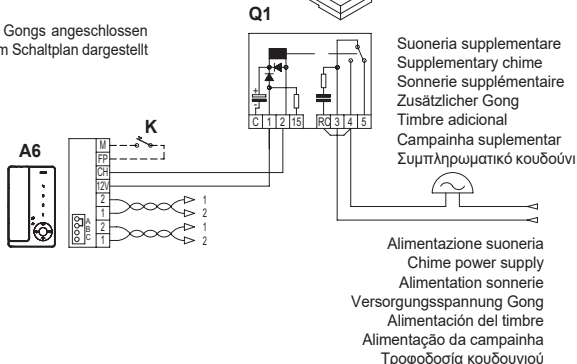 Gongs angeschlossen
m Schaltplan dargestellt
Q1
Suoneria supplementare
Supplementary chime
Sonnerie supplémentaire
Zusätzlicher Gong
Timbre adicional
Campainha suplementar
Συμπληρωματικό κουδούνι
+
-
C 1 2 15 RC 3 4 5
A6
K
M
FP
CH
12V
2
1
2
1
A
B
C
1
2
1
2
Alimentazione suoneria
Chime power supply
Alimentation sonnerie
Versorgungsspannung Gong
Alimentación del timbre
Alimentação da campainha
Τροφοδοσία κουδουνιού